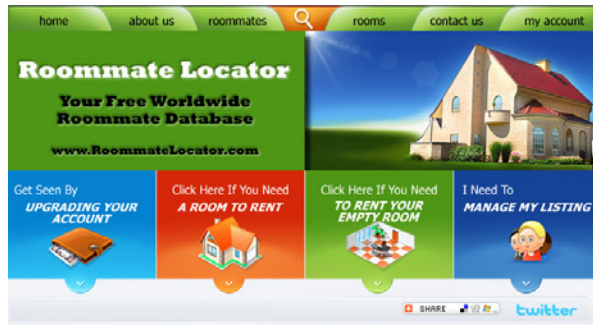 home about us roommates rooms contact us my account
Roommate Locator
Your Free Worldwide
Roommate Database
www.RoommateLocator.com
Get Seen By
UPGRADING YOUR
ACCOUNT
Click Here If You Need
A ROOM TO RENT
Click Here If You Need
TO RENT YOUR
EMPTY ROOM
I Need To
MANAGE MY LISTING
SHARE
twitter